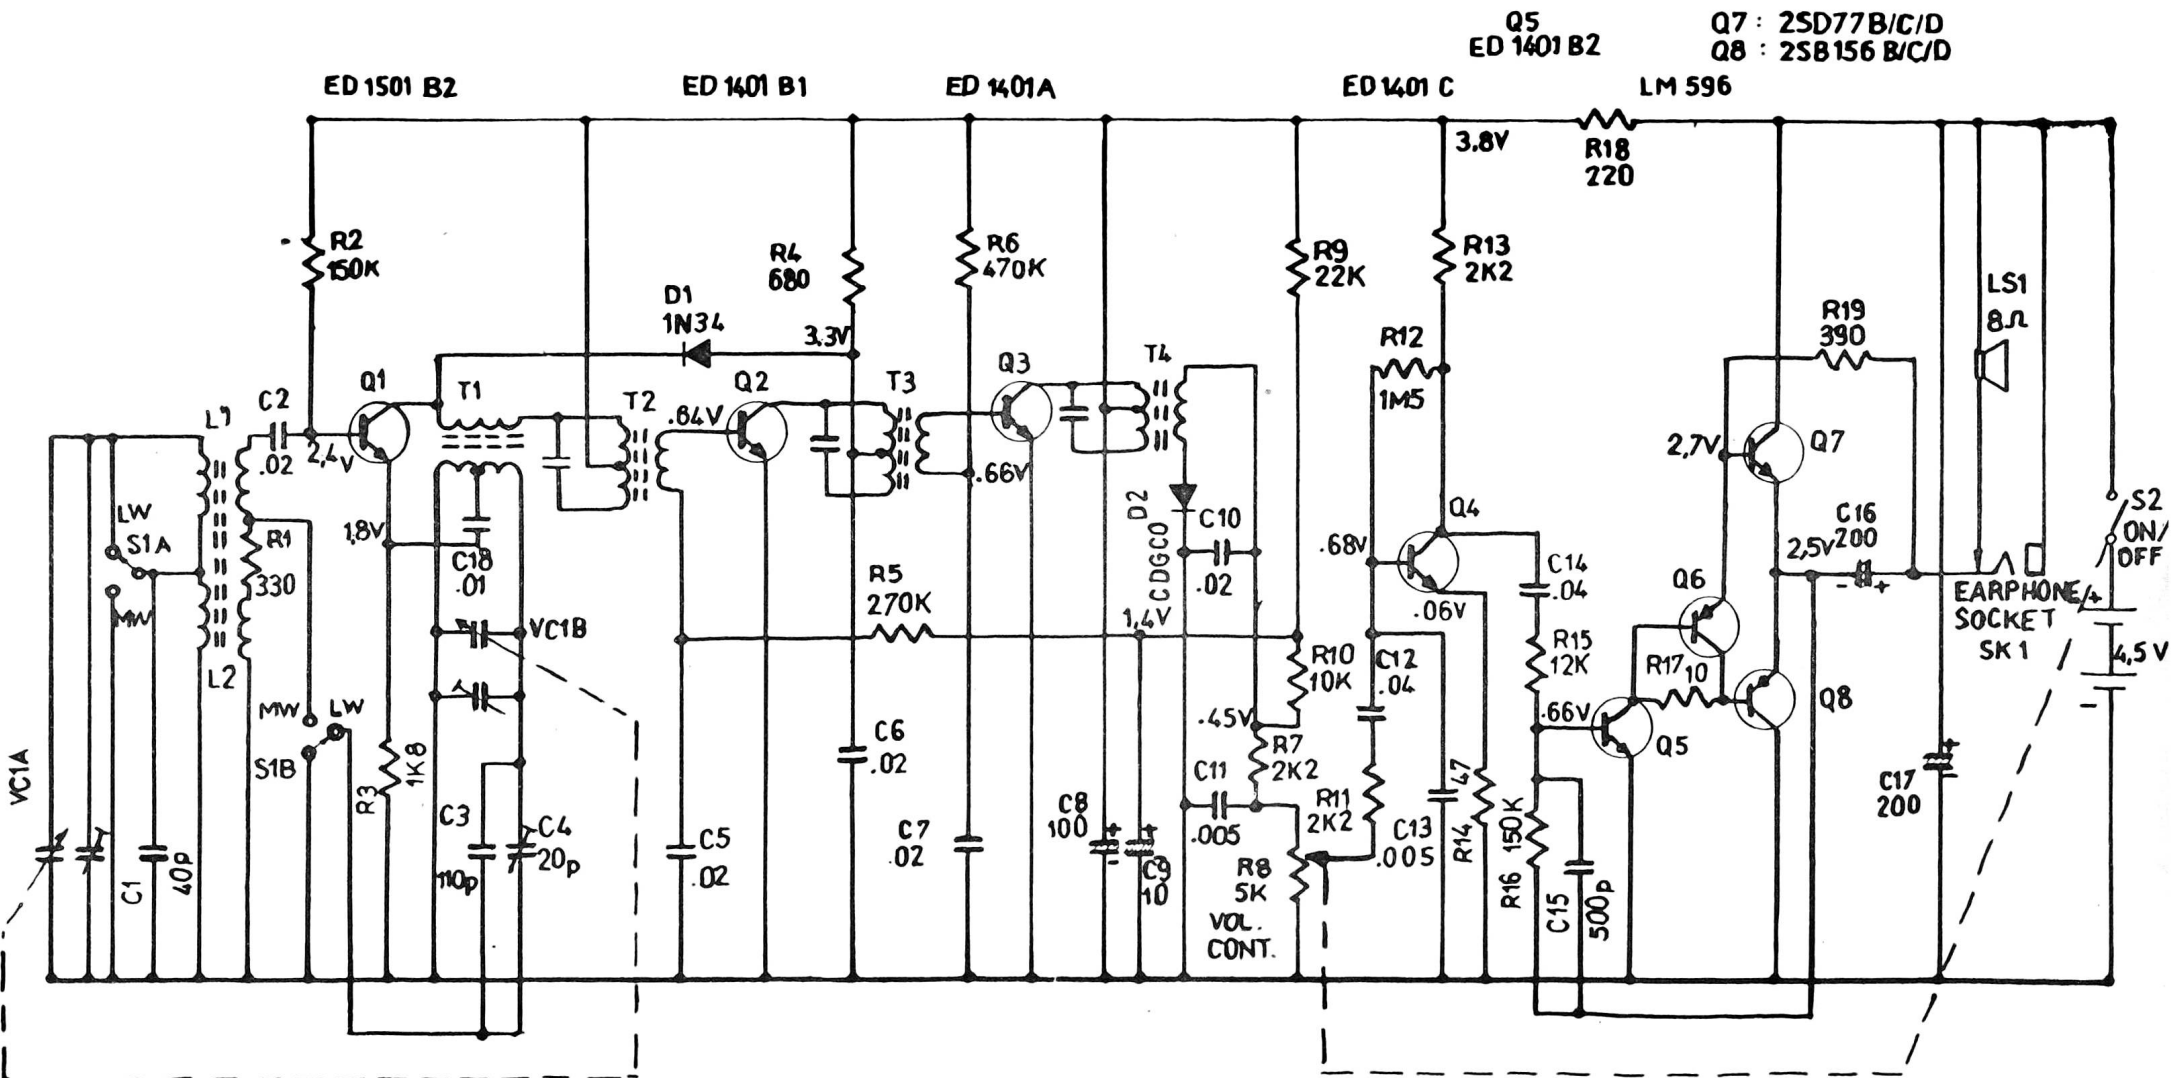 Q5
ED 1401 B2
Q7 : 2SD77B/C/D
Q8 : 2SB156 B/C/D
ED 1501 B2
ED 1401 B1
ED 1401A
ED 1401 C
LM 596
3.8V
R18
220
R2
150K
R4
680
R6
470K
R9
22K
R13
2K2
D1
1N34
3.3V
R12
1M5
R19
390
LS1
8Ω
Q1
T1
T2
Q2
T3
Q3
T4
L1
C2
.02
2,4V
.64V
.66V
2,7V
Q7
LW
S1A
MW
R1
330
1,8V
C18
.01
D2
CDGCO
C10
.02
.68V
Q4
C14
.04
2,5V
C16
200
-
+
S2
ON/
OFF
R5
270K
1,4V
.06V
Q6
EARPHONE
SOCKET
SK1
+
4,5V
-
VC1B
L2
R10
10K
C12
.04
R15
12K
R17
10
MW
LW
S1B
.45V
.66V
Q5
Q8
VC1A
R3
1K8
C6
.02
R7
2K2
C11
.005
R11
2K2
C13
.005
47
R14
150K
R16
C17
200
+
-
C3
110p
C4
20p
C5
.02
C7
.02
C8
100
+
-
+
C9
10
R8
5K
VOL.
CONT.
C1
40p
C15
500p